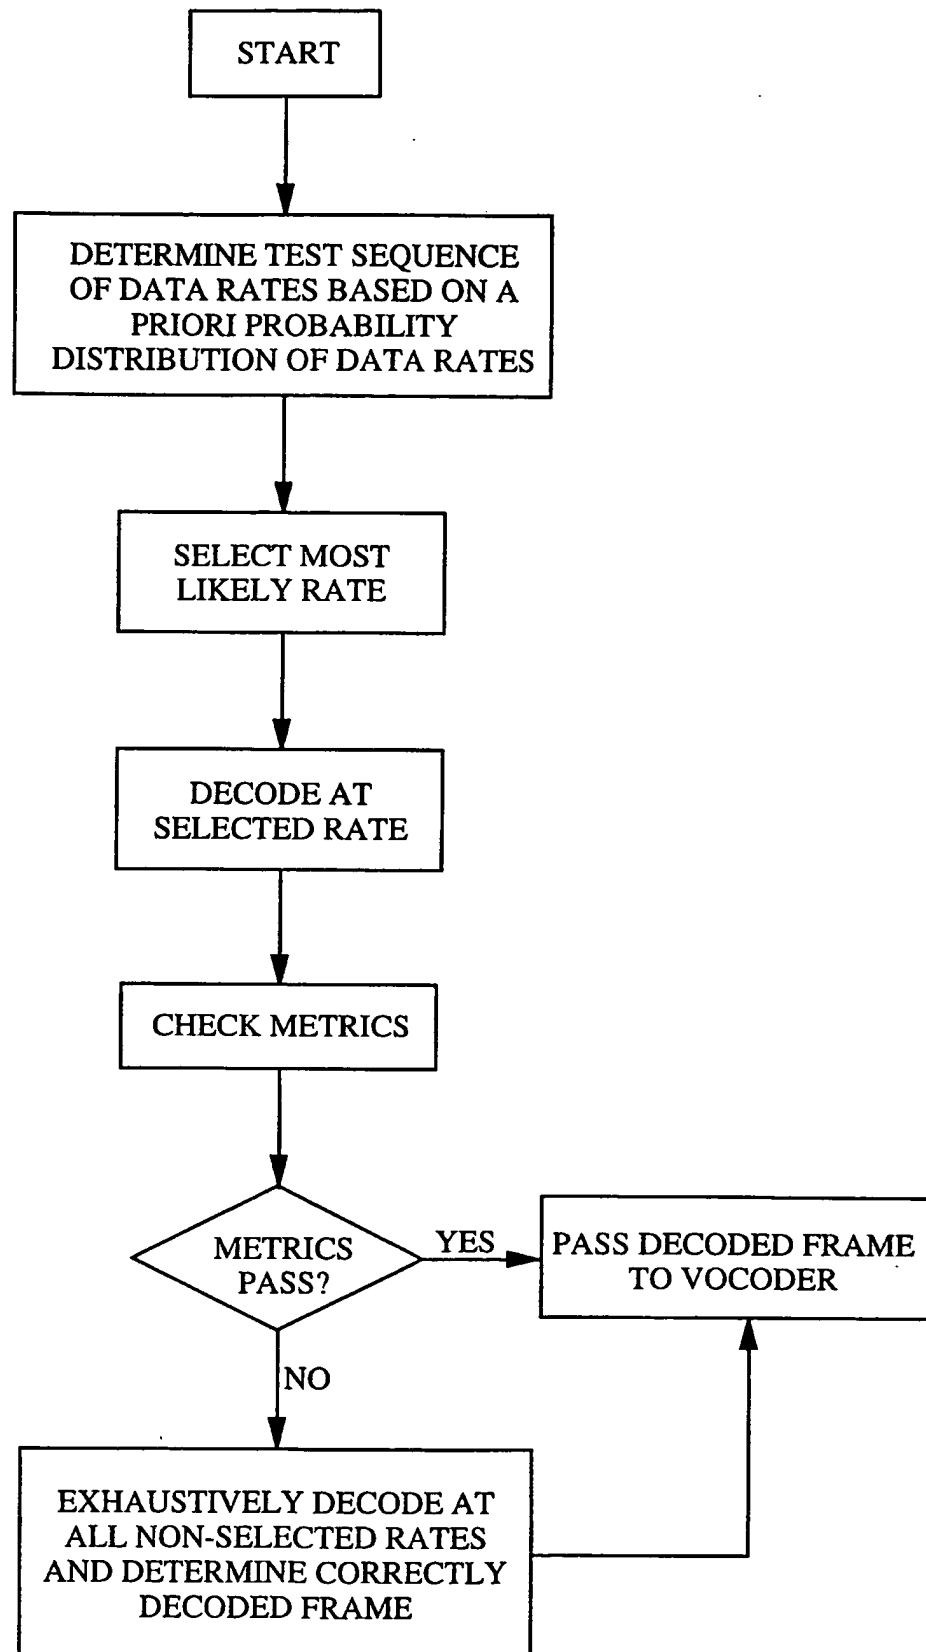 START
DETERMINE TEST SEQUENCE
OF DATA RATES BASED ON A
PRIORI PROBABILITY
DISTRIBUTION OF DATA RATES
SELECT MOST
LIKELY RATE
DECODE AT
SELECTED RATE
CHECK METRICS
METRICS
PASS?
YES
PASS DECODED FRAME
TO VOCODER
NO
EXHAUSTIVELY DECODE AT
ALL NON-SELECTED RATES
AND DETERMINE CORRECTLY
DECODED FRAME